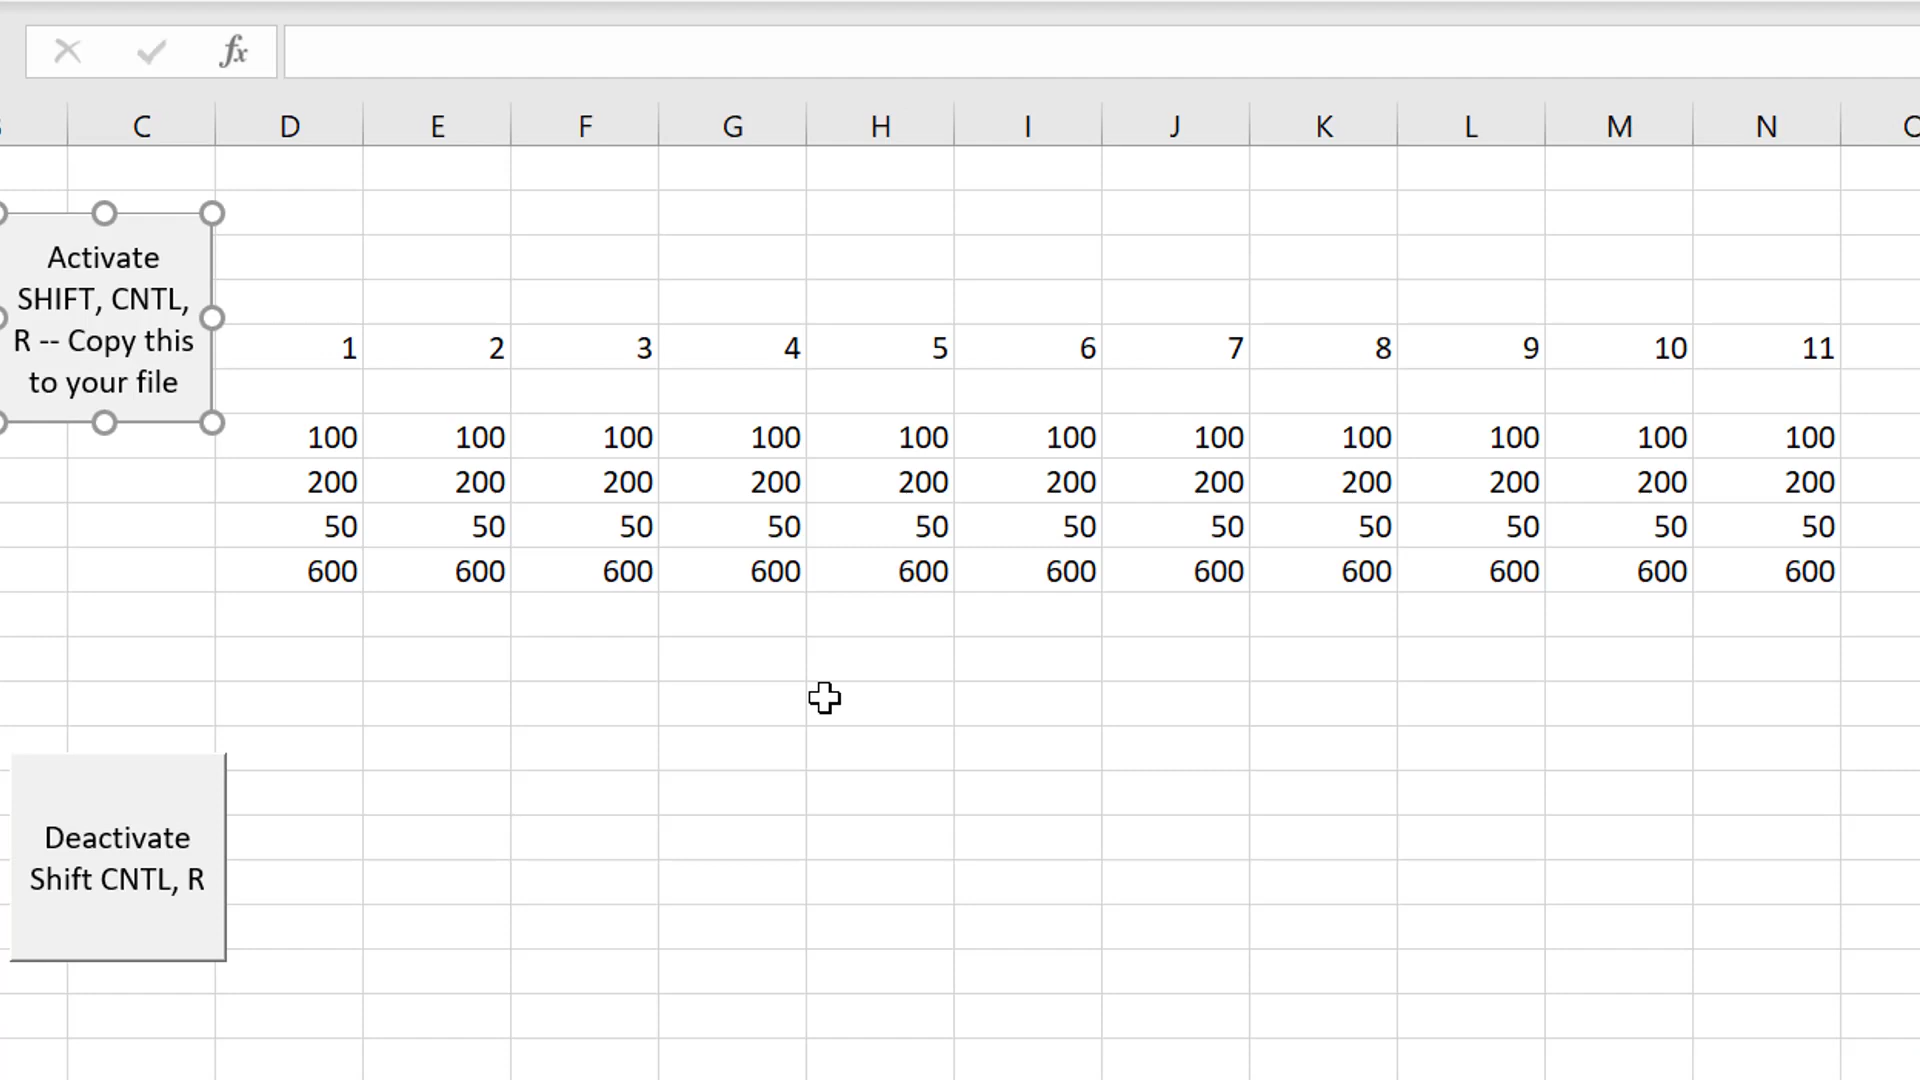 fx
C D E F G H I J K L M N
Activate
SHIFT, CNTL,
R -- Copy this
to your file
1 2 3 4 5 6 7 8 9 10 11
100 100 100 100 100 100 100 100 100 100 100
200 200 200 200 200 200 200 200 200 200 200
50 50 50 50 50 50 50 50 50 50 50
600 600 600 600 600 600 600 600 600 600 600
Deactivate
Shift CNTL, R